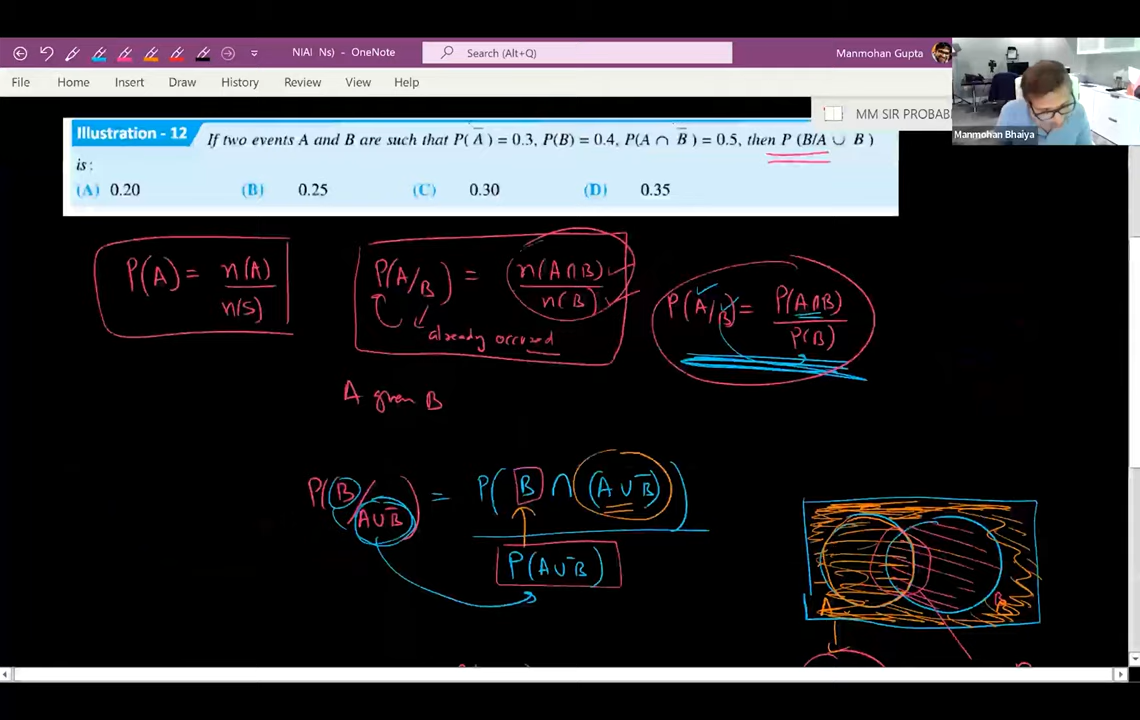 NIAI Ns) - OneNote
Search (Alt+Q)
Manmohan Gupta
File Home Insert Draw History Review View Help
MM SIR PROBAB
Manmohan Bhaiya
Illustration - 12 If two events A and B are such that P( A̅ ) = 0.3, P(B) = 0.4, P(A ∩ B̅ ) = 0.5, then P (B/A ∪ B̅ )
is :
(A) 0.20 (B) 0.25 (C) 0.30 (D) 0.35
P(A) = n(A)/n(S)
P(A/B) = n(A∩B)/n(B)
already occured
P(A/B) = P(A∩B)/P(B)
A given B
P(B/A∪B̅) = P(B ∩ (A∪B̅))
P(A∪B̅)
A
B